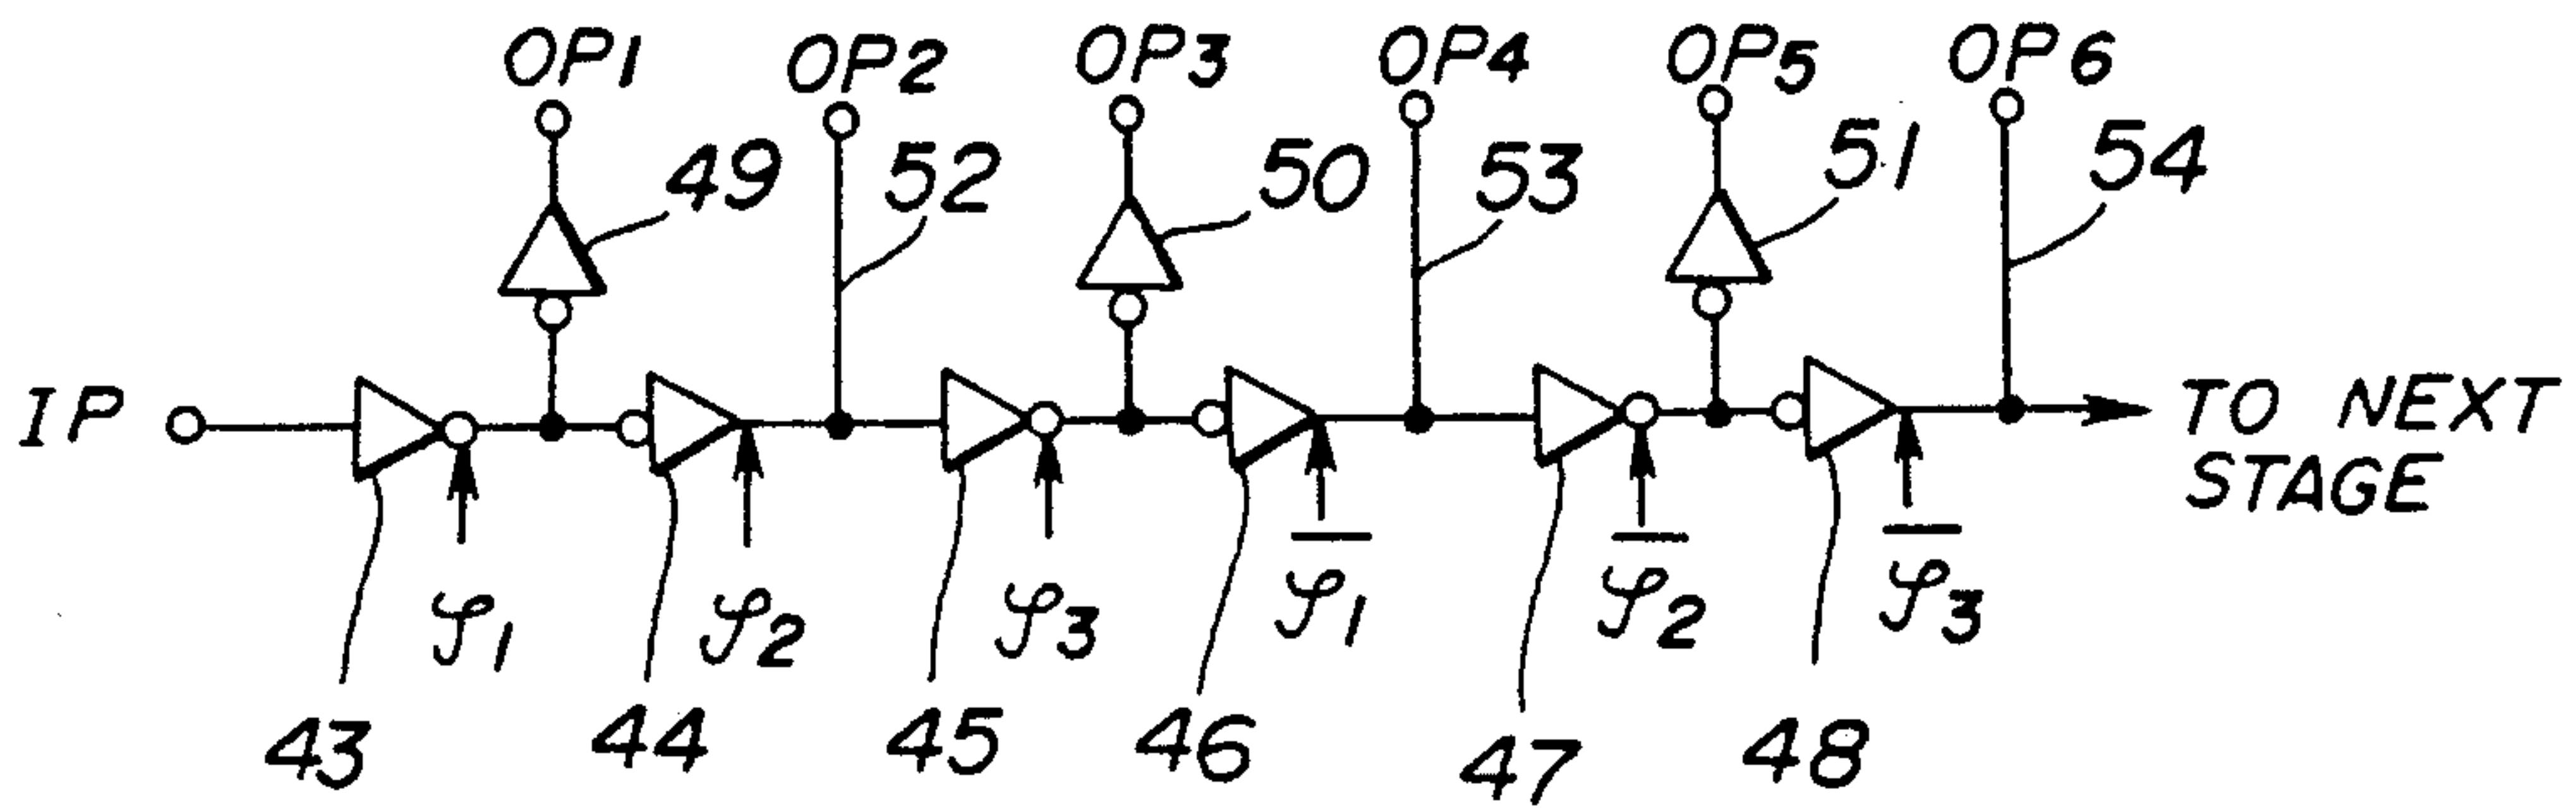 OP1 OP2 OP3 OP4 OP5 OP6
49 52 50 53 51 54
IP
TO NEXT
STAGE
φ1 φ2 φ3 φ̅1 φ̅2 φ̅3
43 44 45 46 47 48